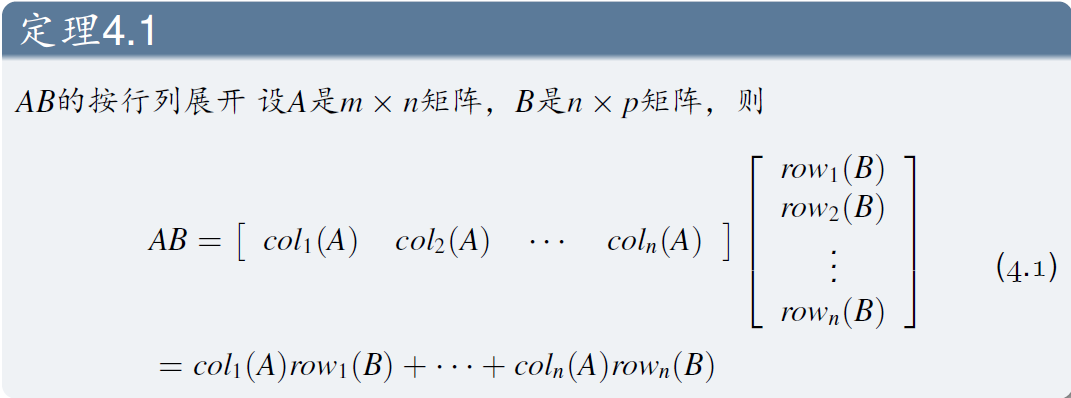 定理4.1
AB的按行列展开 设A是m × n矩阵，B是n × p矩阵，则
AB = [ col₁(A) col₂(A) ⋯ colₙ(A) ] [ row₁(B)
row₂(B)
⋮
rowₙ(B) ]
(4.1)
= col₁(A)row₁(B) + ⋯ + colₙ(A)rowₙ(B)